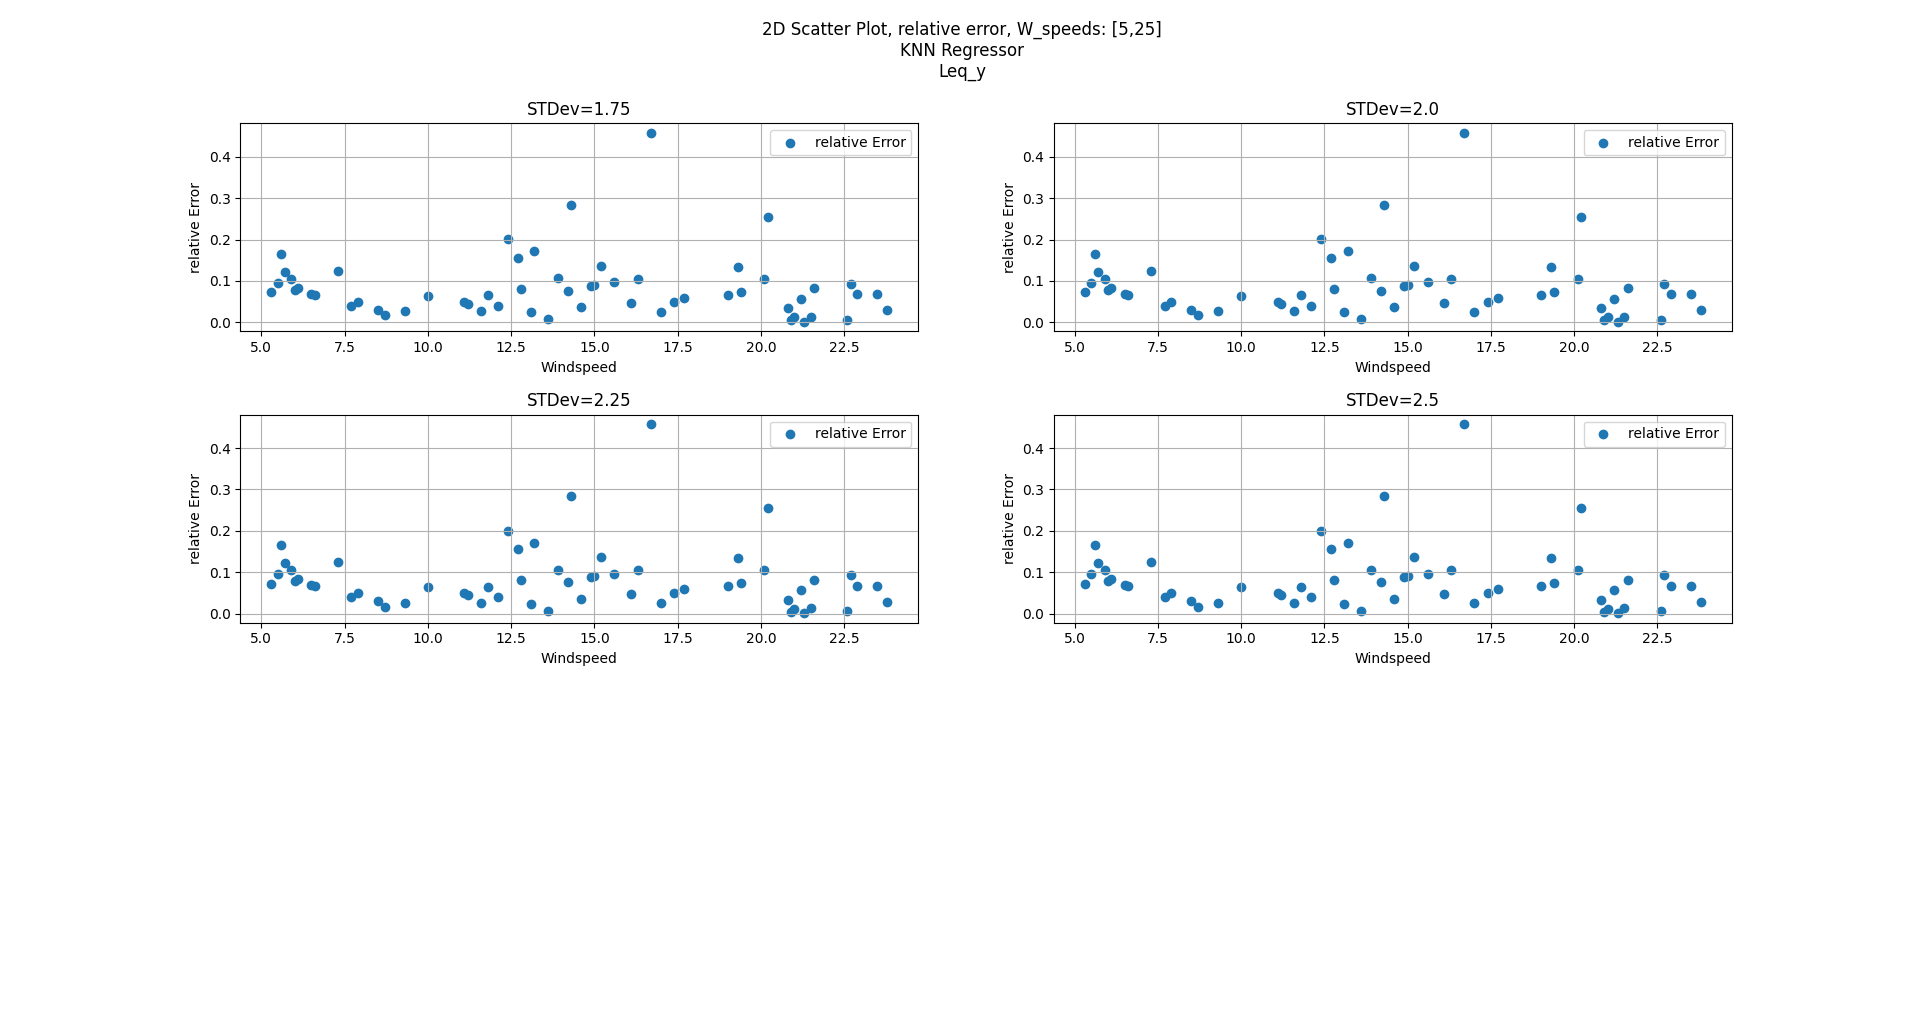 2D Scatter Plot, relative error, W_speeds: [5,25]
KNN Regressor
Leq_y
STDev=1.75
relative Error
0.4
0.3
0.2
0.1
0.0
relative Error
5.0 7.5 10.0 12.5 15.0 17.5 20.0 22.5
Windspeed
STDev=2.0
relative Error
0.4
0.3
0.2
0.1
0.0
relative Error
5.0 7.5 10.0 12.5 15.0 17.5 20.0 22.5
Windspeed
STDev=2.25
relative Error
0.4
0.3
0.2
0.1
0.0
relative Error
5.0 7.5 10.0 12.5 15.0 17.5 20.0 22.5
Windspeed
STDev=2.5
relative Error
0.4
0.3
0.2
0.1
0.0
relative Error
5.0 7.5 10.0 12.5 15.0 17.5 20.0 22.5
Windspeed